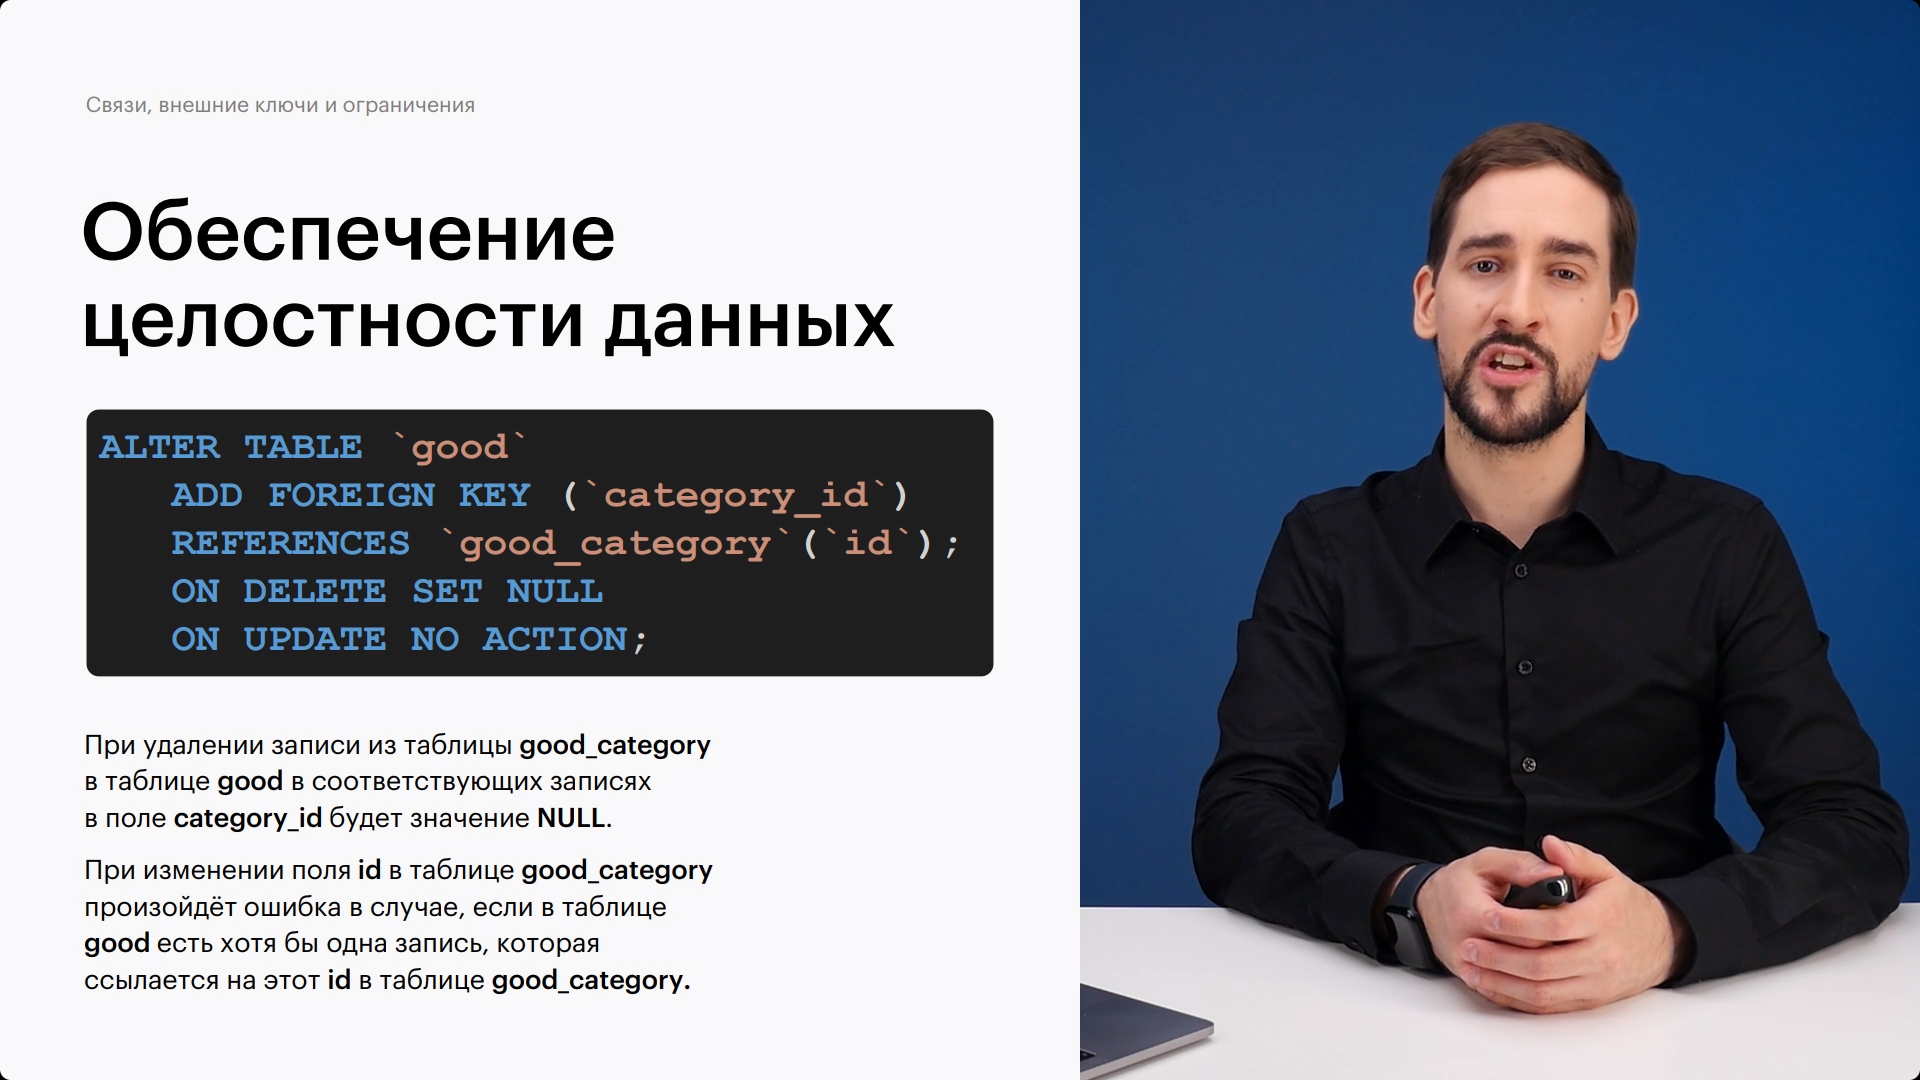 Связи, внешние ключи и ограничения
Обеспечение
целостности данных
ALTER TABLE `good`
ADD FOREIGN KEY (`category_id`)
REFERENCES `good_category`(`id`);
ON DELETE SET NULL
ON UPDATE NO ACTION;
При удалении записи из таблицы good_category
в таблице good в соответствующих записях
в поле category_id будет значение NULL.
При изменении поля id в таблице good_category
произойдёт ошибка в случае, если в таблице
good есть хотя бы одна запись, которая
ссылается на этот id в таблице good_category.